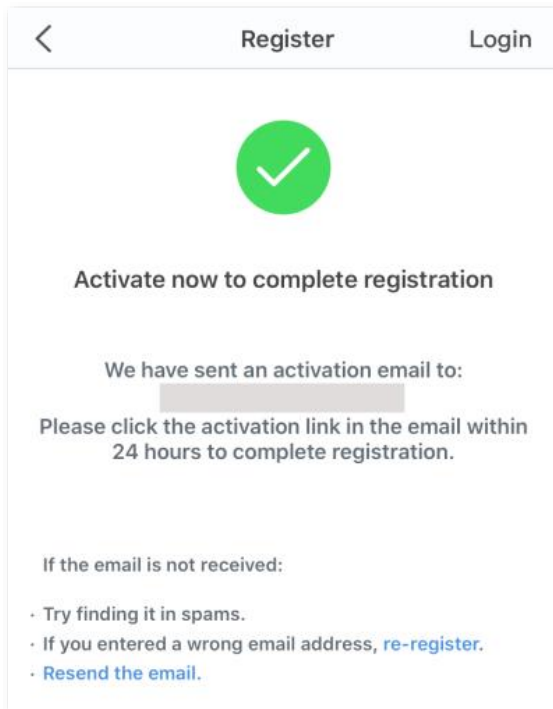 Register Login
Activate now to complete registration
We have sent an activation email to:
Please click the activation link in the email within
24 hours to complete registration.
If the email is not received:
· Try finding it in spams.
· If you entered a wrong email address, re-register.
· Resend the email.